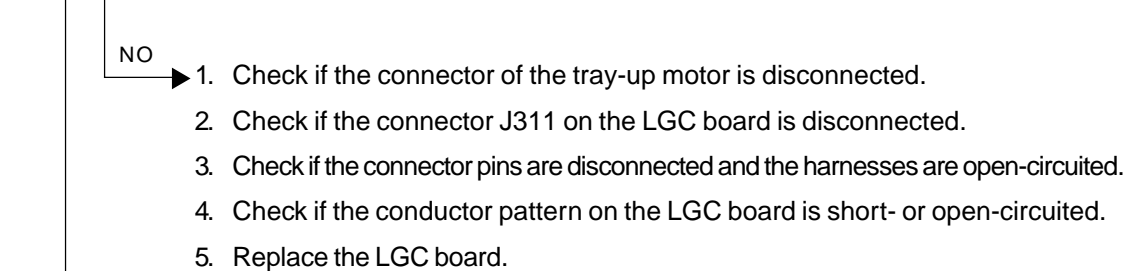 NO
1. Check if the connector of the tray-up motor is disconnected.
2. Check if the connector J311 on the LGC board is disconnected.
3. Check if the connector pins are disconnected and the harnesses are open-circuited.
4. Check if the conductor pattern on the LGC board is short- or open-circuited.
5. Replace the LGC board.